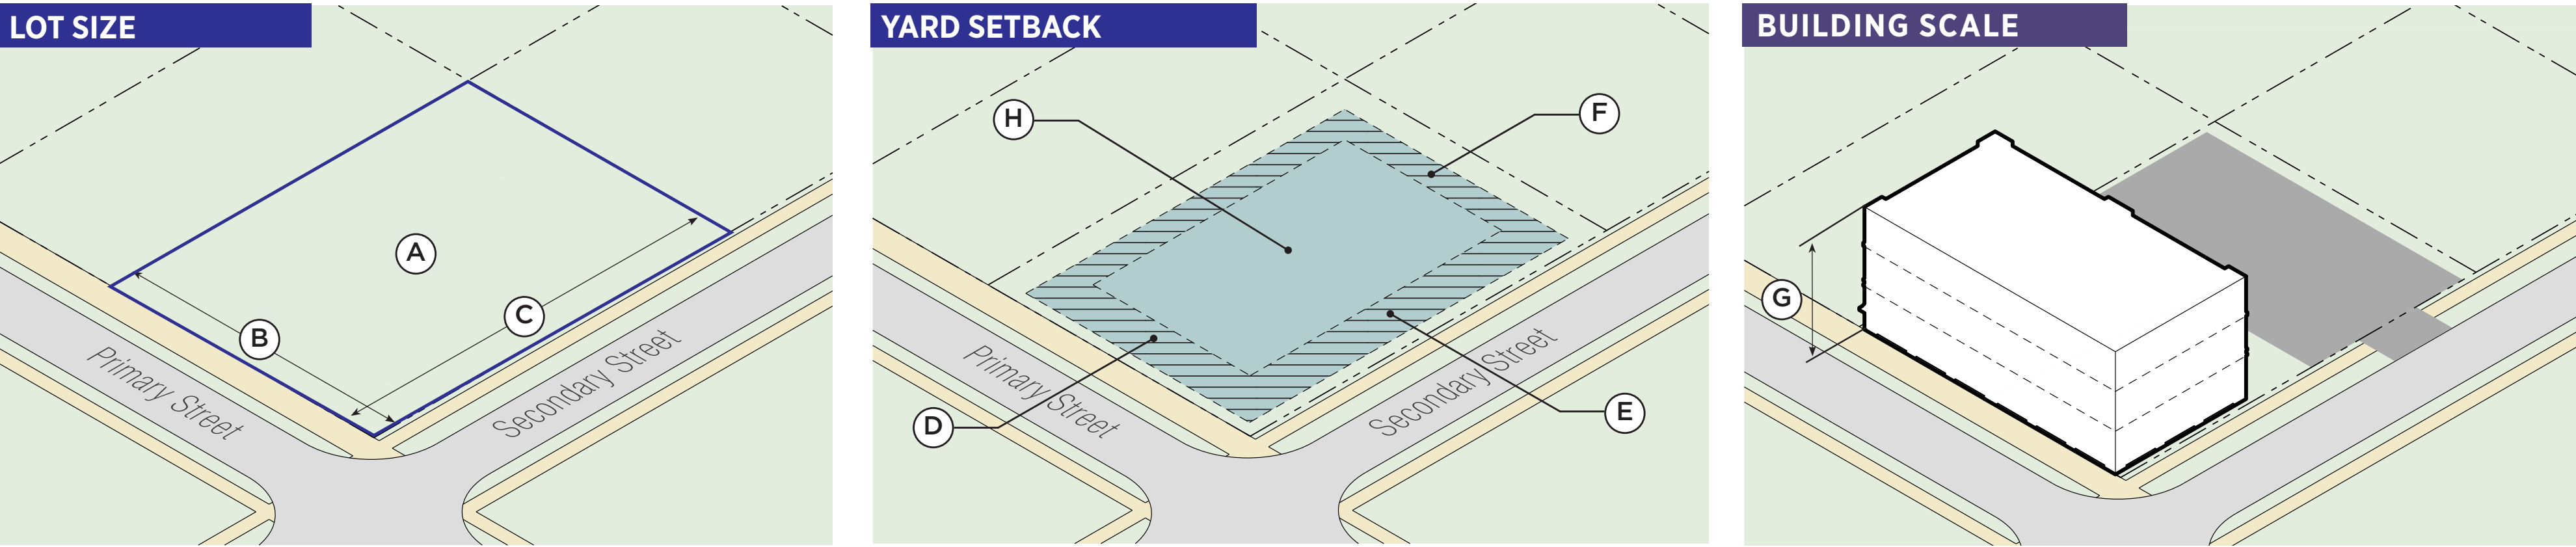 LOT SIZE
A
B
C
Primary Street
Secondary Street
YARD SETBACK
H
F
D
E
Primary Street
Secondary Street
BUILDING SCALE
G